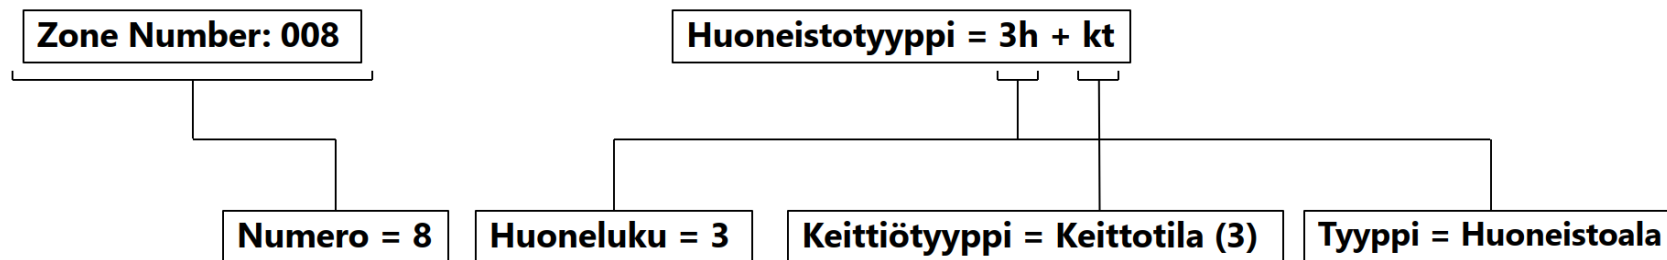 Zone Number: 008
Huoneistotyyppi = 3h + kt
Numero = 8
Huoneluku = 3
Keittiötyyppi = Keittotila (3)
Tyyppi = Huoneistoala